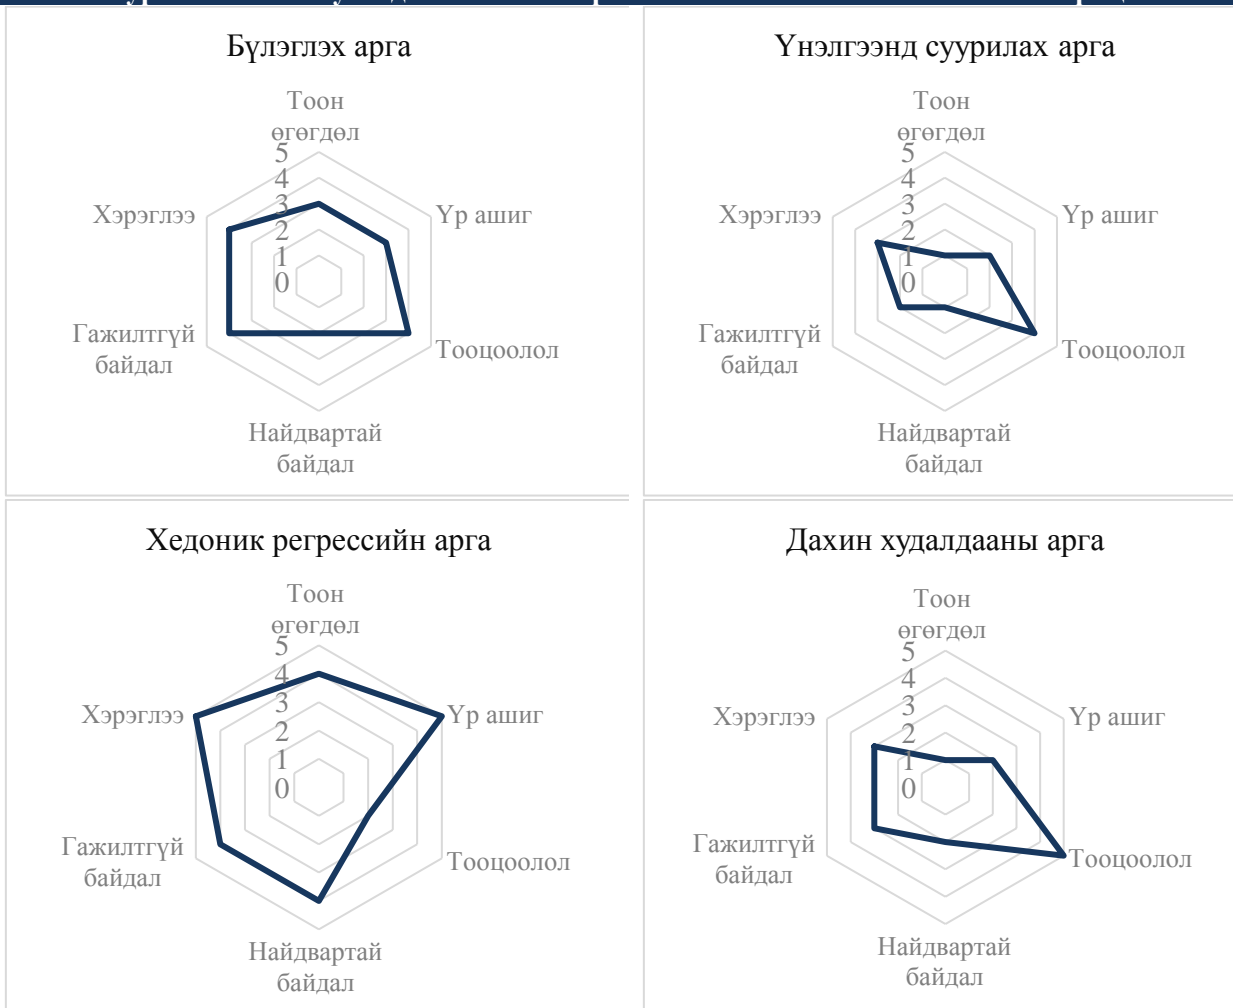 Бүлэглэх арга
Тоон
өгөгдөл
5
4
3
2
1
0
Хэрэглээ
Үр ашиг
Гажилтгүй
байдал
Тооцоолол
Найдвартай
байдал
Үнэлгээнд суурилах арга
Тоон
өгөгдөл
5
4
3
2
1
0
Хэрэглээ
Үр ашиг
Гажилтгүй
байдал
Тооцоолол
Найдвартай
байдал
Хедоник регрессийн арга
Тоон
өгөгдөл
5
4
3
2
1
0
Хэрэглээ
Үр ашиг
Гажилтгүй
байдал
Тооцоолол
Найдвартай
байдал
Дахин худалдааны арга
Тоон
өгөгдөл
5
4
3
2
1
0
Хэрэглээ
Үр ашиг
Гажилтгүй
байдал
Тооцоолол
Найдвартай
байдал